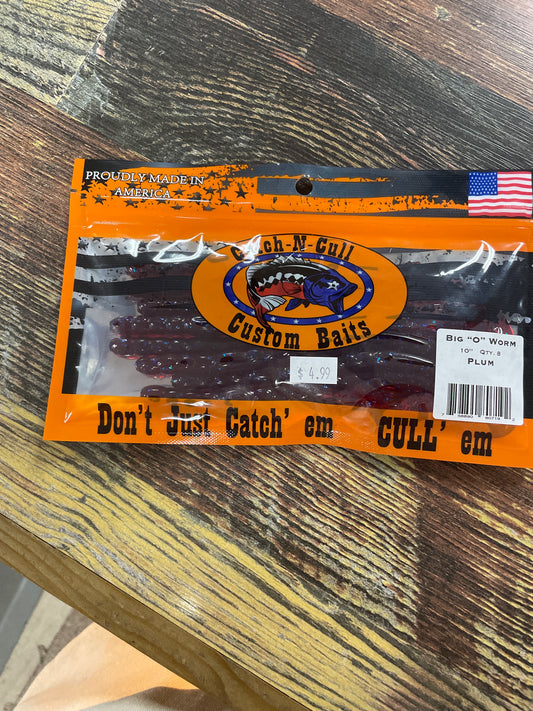 PROUDLY MADE IN
AMERICA
Catch-N-Cull
Custom Baits
$ 4.99
BIG "O" WORM
10" QTY. 8
PLUM
Don't Just Catch' em
CULL' em